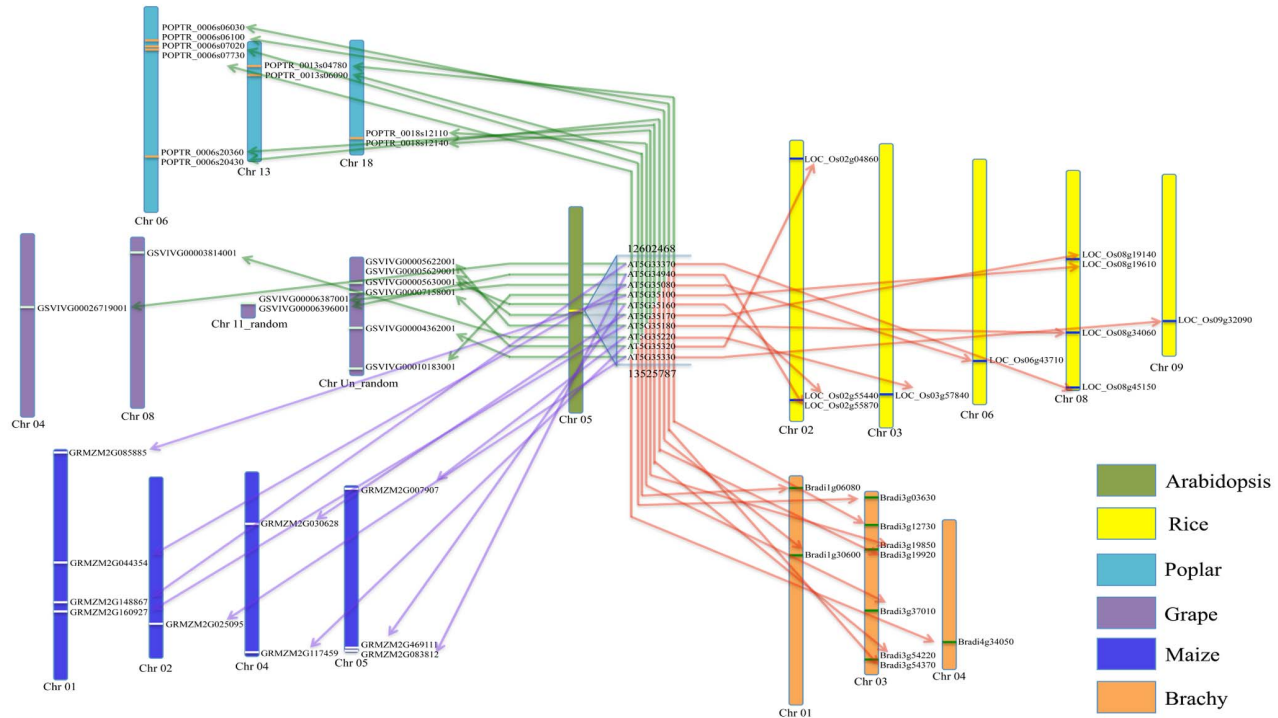 POPTR_0006s06030
POPTR_0006s06100
POPTR_0006s07020
POPTR_0006s07730
POPTR_0006s20360
POPTR_0006s20430
Chr 06
POPTR_0013s04780
POPTR_0013s06090
Chr 13
POPTR_0018s12110
POPTR_0018s12140
Chr 18
GSVIVG00026719001
Chr 04
GSVIVG00003814001
Chr 08
GSVIVG00006387001
GSVIVG00006396001
Chr 11_random
GSVIVG00005622001
GSVIVG00005629001
GSVIVG00005630001
GSVIVG00007158001
GSVIVG00004362001
GSVIVG00010183001
Chr Un_random
Chr 05
12602468
AT5G33370
AT5G34940
AT5G35080
AT5G35100
AT5G35160
AT5G35170
AT5G35180
AT5G35220
AT5G35320
AT5G35330
13525787
LOC_Os02g04860
LOC_Os02g55440
LOC_Os02g55870
Chr 02
LOC_Os03g57840
Chr 03
LOC_Os06g43710
Chr 06
LOC_Os08g19140
LOC_Os08g19610
LOC_Os08g34060
LOC_Os08g45150
Chr 08
LOC_Os09g32090
Chr 09
GRMZM2G085885
GRMZM2G044354
GRMZM2G148867
GRMZM2G160927
Chr 01
GRMZM2G025095
Chr 02
GRMZM2G030628
GRMZM2G117459
Chr 04
GRMZM2G007907
GRMZM2G469111
GRMZM2G083812
Chr 05
Bradi1g06080
Bradi1g30600
Chr 01
Bradi3g03630
Bradi3g12730
Bradi3g19850
Bradi3g19920
Bradi3g37010
Bradi3g54220
Bradi3g54370
Chr 03
Bradi4g34050
Chr 04
Arabidopsis
Rice
Poplar
Grape
Maize
Brachy